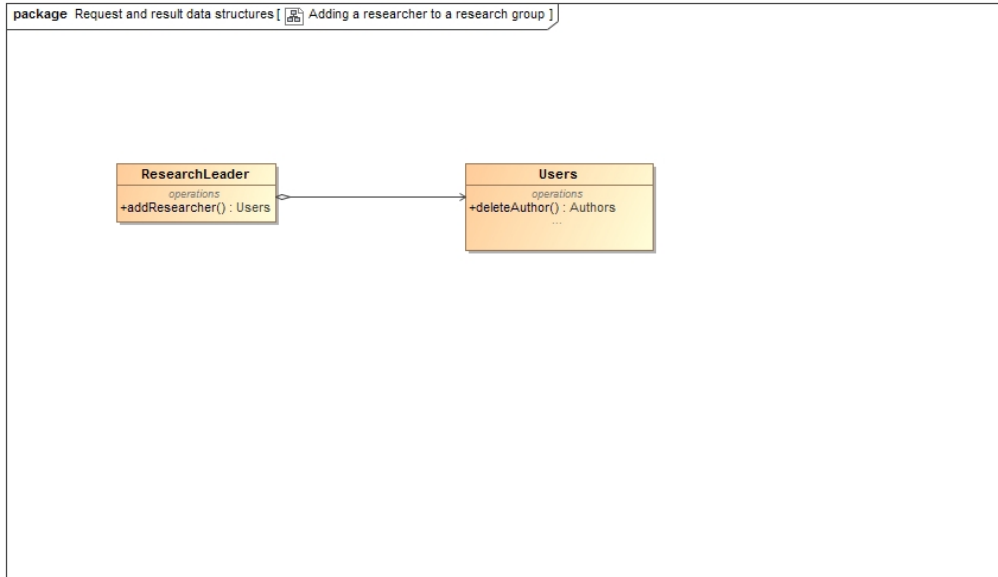 package Request and result data structures [ Adding a researcher to a research group ]
ResearchLeader
operations
+addResearcher() : Users
Users
operations
+deleteAuthor() : Authors
...